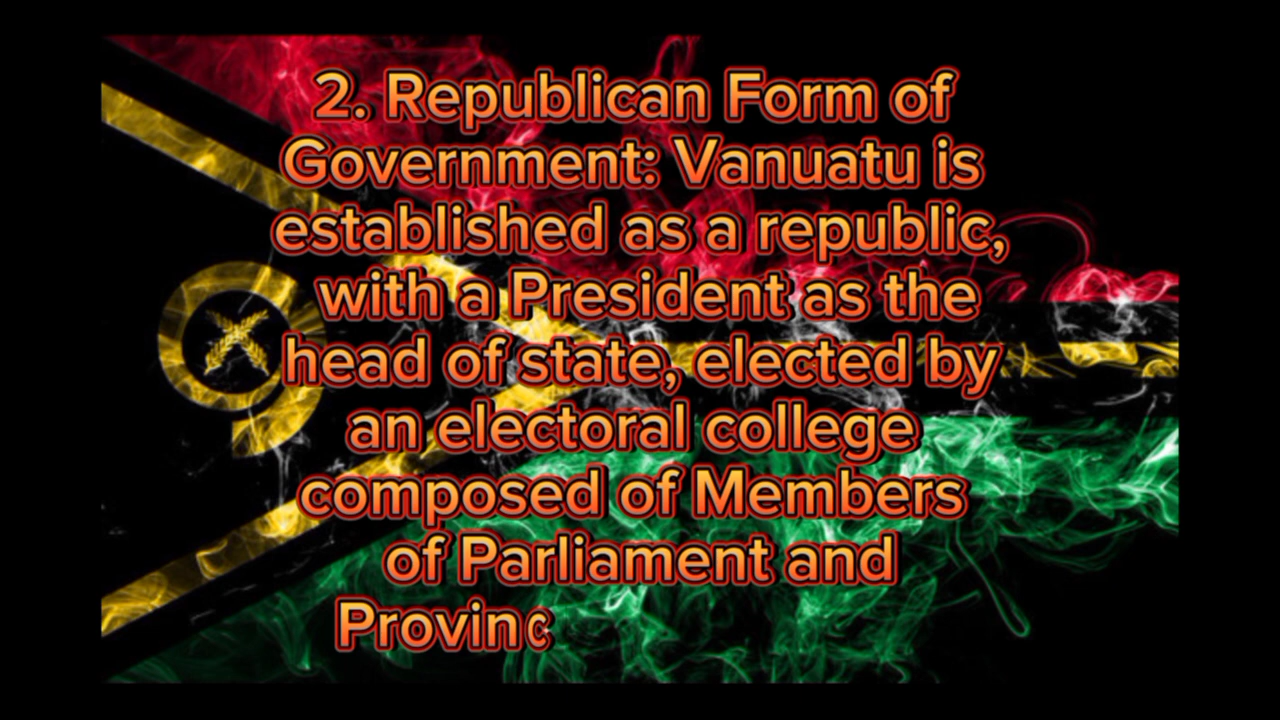 2. Republican Form of
Government: Vanuatu is
established as a republic,
with a President as the
head of state, elected by
an electoral college
composed of Members
of Parliament and
Provinc